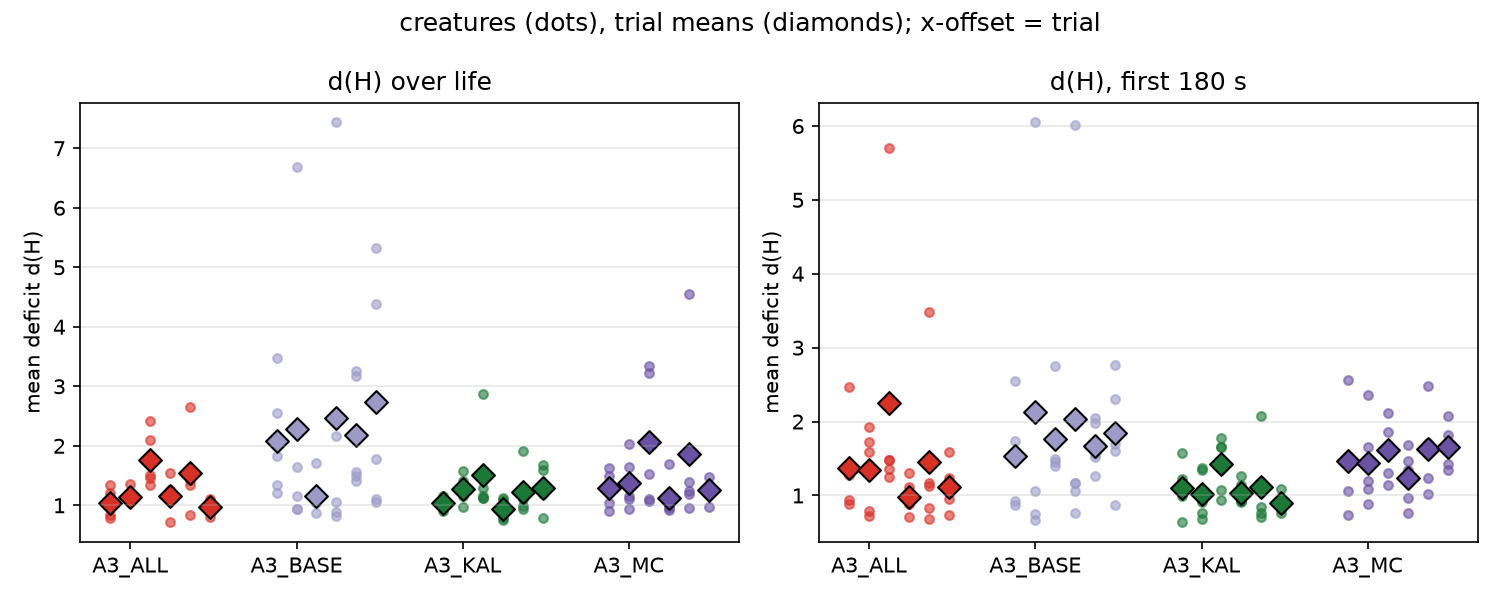 creatures (dots), trial means (diamonds); x-offset = trial
d(H) over life
mean deficit d(H)
7
6
5
4
3
2
1
A3_ALL
A3_BASE
A3_KAL
A3_MC
d(H), first 180 s
mean deficit d(H)
6
5
4
3
2
1
A3_ALL
A3_BASE
A3_KAL
A3_MC